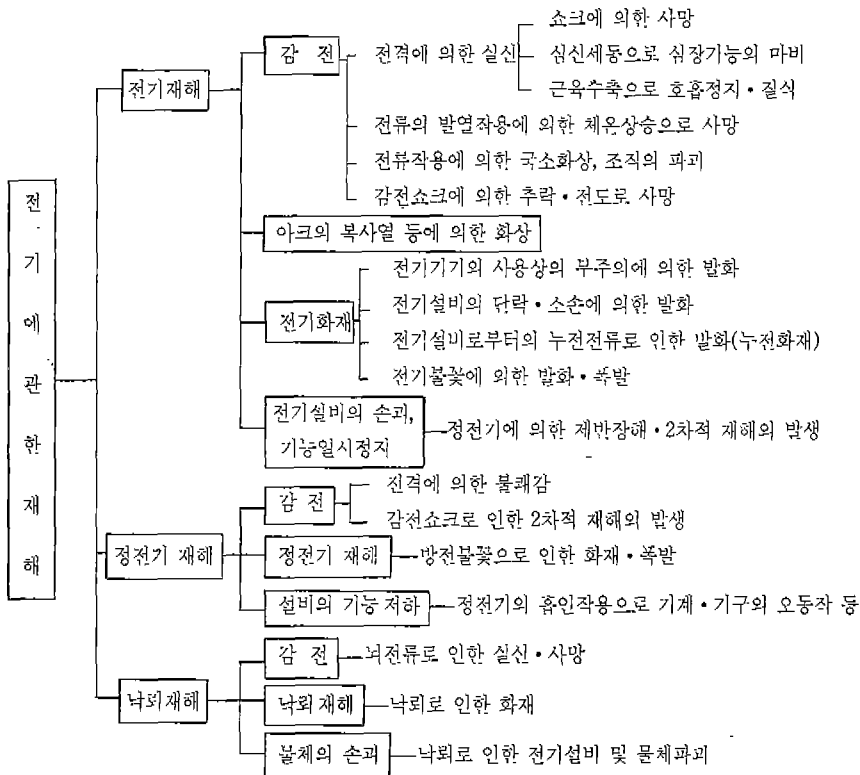 전기에관한재해
전기재해
감 전
전격에 의한 실신
쇼크에 의한 사망
심신세동으로 심장기능의 마비
근육수축으로 호흡정지·질식
전류의 발열작용에 의한 체온상승으로 사망
전류작용에 의한 국소화상, 조직의 파괴
감전쇼크에 의한 추락·전도로 사망
아크의 복사열 등에 의한 화상
전기화재
전기기기의 사용상의 부주의에 의한 발화
전기설비의 단락·소손에 의한 발화
전기설비로부터의 누전전류로 인한 발화(누전화재)
전기불꽃에 의한 발화·폭발
전기설비의 손괴,
기능일시정지
정전기에 의한 제반장해·2차적 재해의 발생
정전기 재해
감 전
전격에 의한 불쾌감
감전쇼크로 인한 2차적 재해의 발생
정전기 재해
방전불꽃으로 인한 화재·폭발
설비의 기능 저하
정전기의 흡인작용으로 기계·기구의 오동작 등
낙뢰재해
감 전
뇌전류로 인한 실신·사망
낙뢰 재해
낙뢰로 인한 화재
물체의 손괴
낙뢰로 인한 전기설비 및 물체파괴